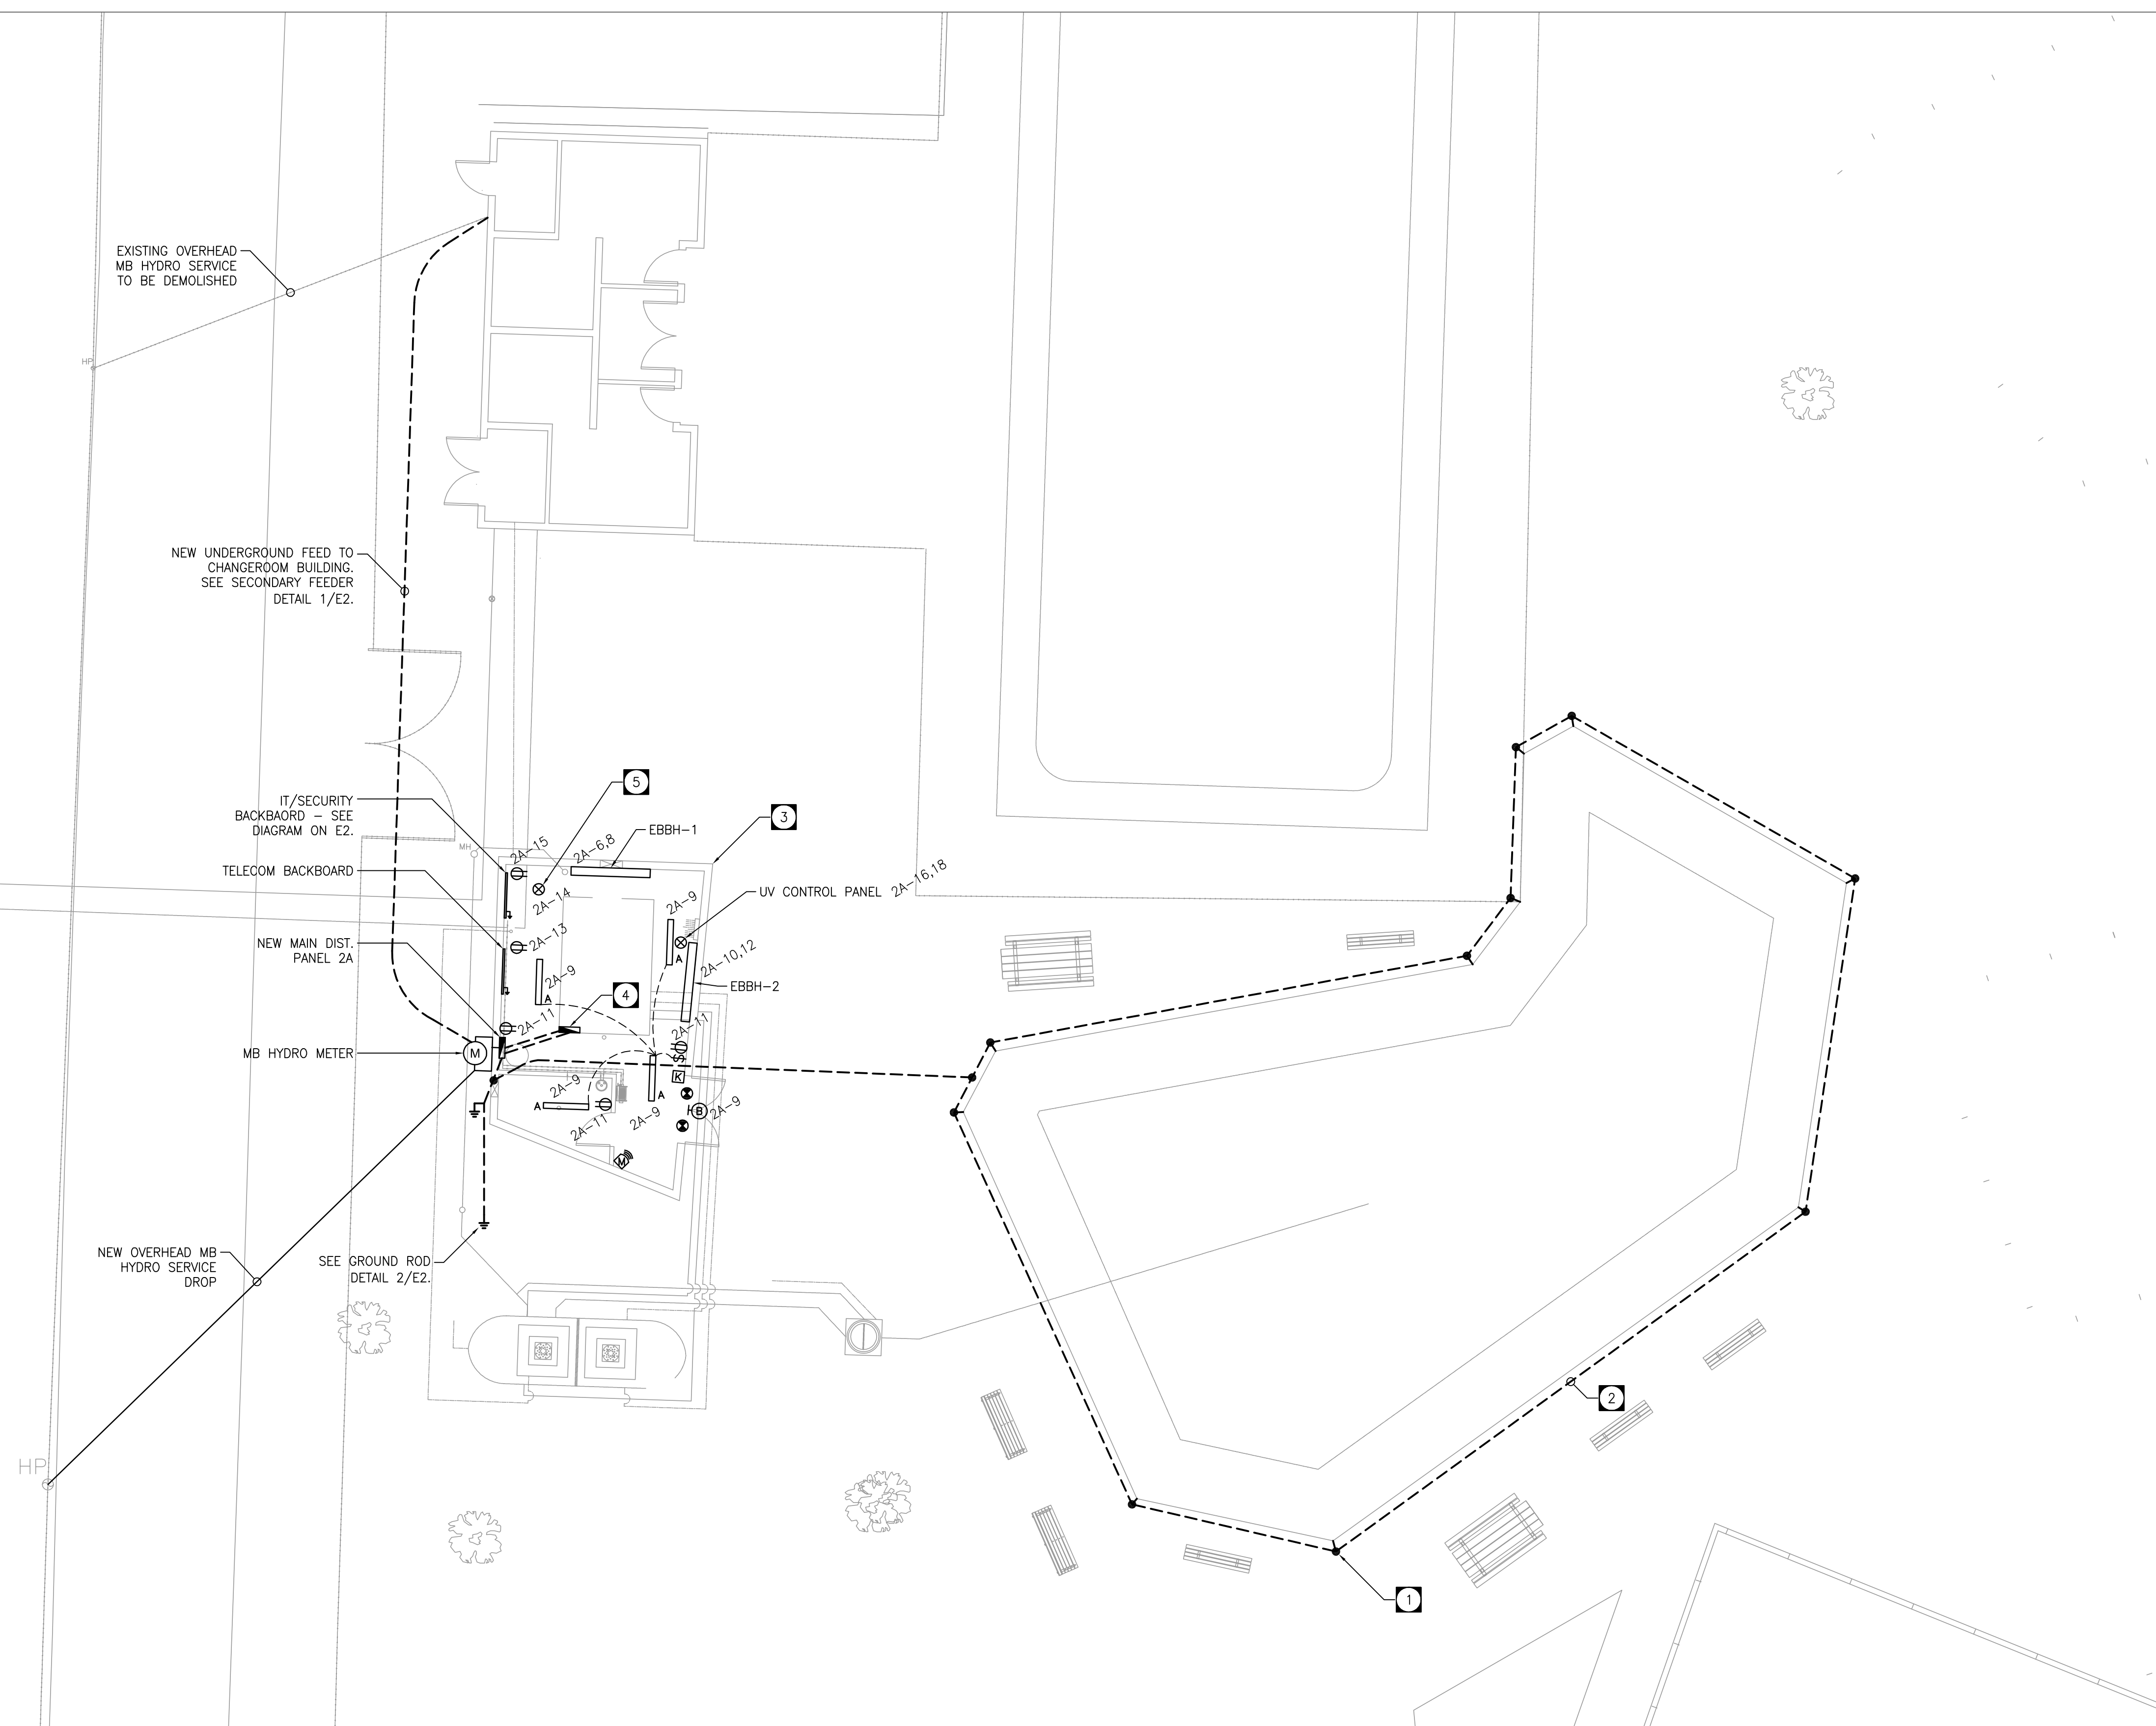 EXISTING OVERHEAD
MB HYDRO SERVICE
TO BE DEMOLISHED
HP
NEW UNDERGROUND FEED TO
CHANGEROOM BUILDING.
SEE SECONDARY FEEDER
DETAIL 1/E2.
5
IT/SECURITY
BACKBAORD – SEE
DIAGRAM ON E2.
3
EBBH-1
2A-15
2A-6,8
MH
TELECOM BACKBOARD
2A-14
2A-9
UV CONTROL PANEL
2A-16,18
NEW MAIN DIST.
PANEL 2A
2A-13
A
2A-10,12
2A-9
A
EBBH-2
4
2A-11
2A-11
MB HYDRO METER
M
$
K
2A-9
A
A
2A-9
B
2A-9
2A-11
M
NEW OVERHEAD MB
HYDRO SERVICE
DROP
SEE GROUND ROD
DETAIL 2/E2.
HP
2
1